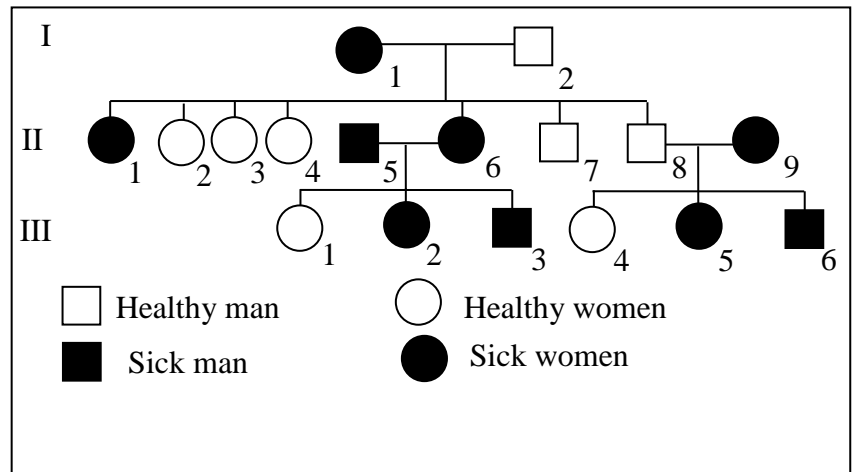 I
1 2
II
1 2 3 4 5 6 7 8 9
III
1 2 3 4 5 6
Healthy man Healthy women
Sick man Sick women